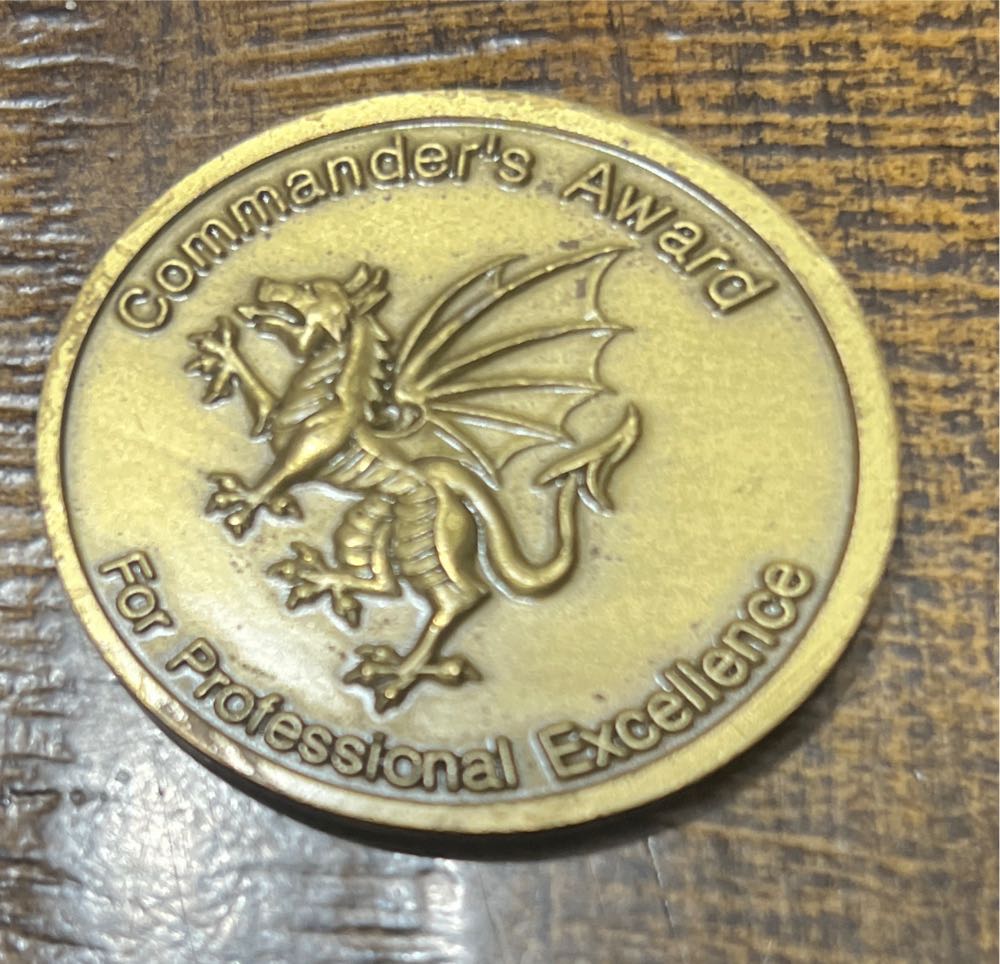 Commander's Award
For Professional Excellence